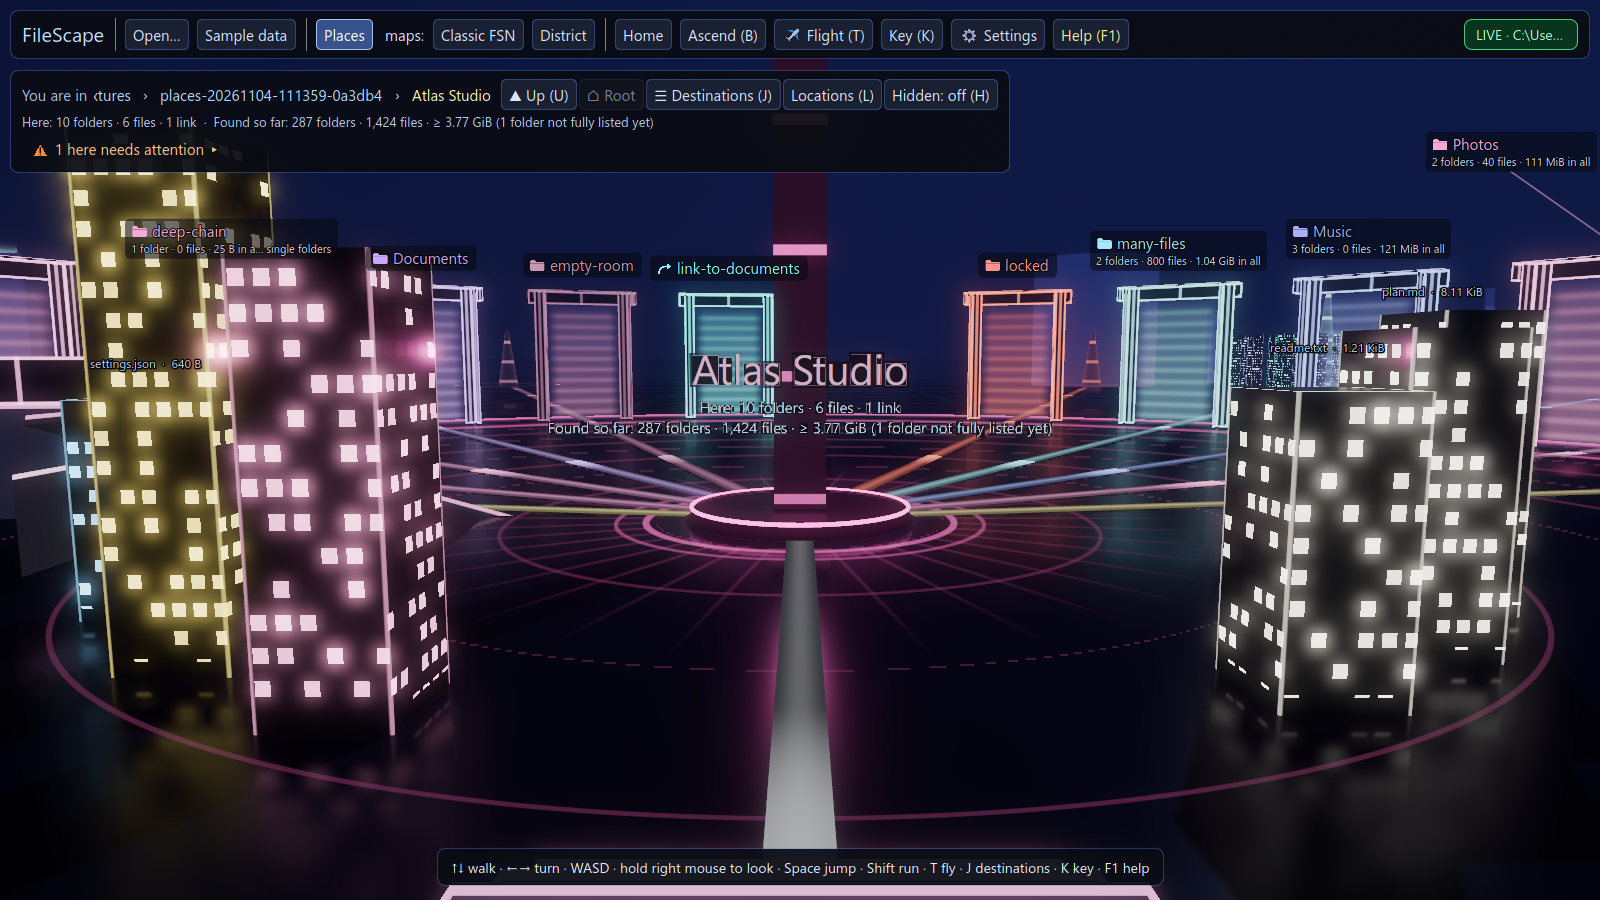 FileScape Open... Sample data Places maps: Classic FSN District Home Ascend (B) Flight (T) Key (K) Settings Help (F1) LIVE · C:\Use...
You are in ‹tures › places-20261104-111359-0a3db4 › Atlas Studio ▲ Up (U) Root ☰ Destinations (J) Locations (L) Hidden: off (H)
Here: 10 folders · 6 files · 1 link · Found so far: 287 folders · 1,424 files · ≥ 3.77 GiB (1 folder not fully listed yet)
1 here needs attention ▸
Photos
2 folders · 40 files · 111 MiB in all
deep-chain
1 folder · 0 files · 25 B in a... single folders
Documents
empty-room
link-to-documents
locked
many-files
2 folders · 800 files · 1.04 GiB in all
Music
3 folders · 0 files · 121 MiB in all
plan.md · 8.11 KiB
readme.txt · 1.21 KiB
settings.json · 640 B
Atlas Studio
Here: 10 folders · 6 files · 1 link
Found so far: 287 folders · 1,424 files · ≥ 3.77 GiB (1 folder not fully listed yet)
↑↓ walk · ←→ turn · WASD · hold right mouse to look · Space jump · Shift run · T fly · J destinations · K key · F1 help